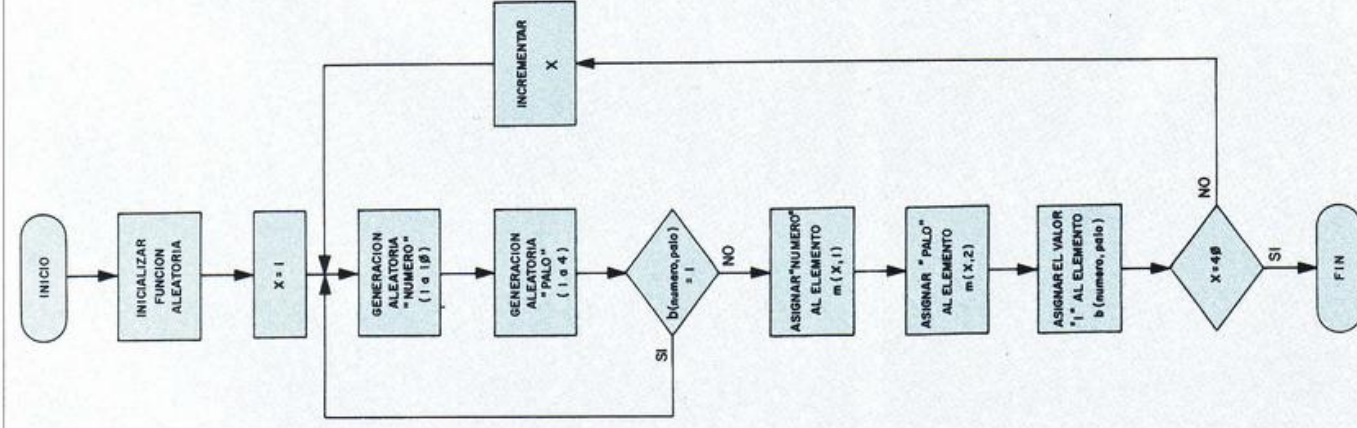 INICIO
INICIALIZAR
FUNCION
ALEATORIA
X = 1
GENERACION
ALEATORIA
"NUMERO"
(1 a 1Ø)
GENERACION
ALEATORIA
"PALO"
(1 a 4)
b(numero,palo)
= 1
SI
NO
ASIGNAR "NUMERO"
AL ELEMENTO
m(X,1)
ASIGNAR "PALO"
AL ELEMENTO
m(X,2)
ASIGNAR EL VALOR
"1" AL ELEMENTO
b(numero,palo)
X=4Ø
NO
SI
INCREMENTAR
X
FIN